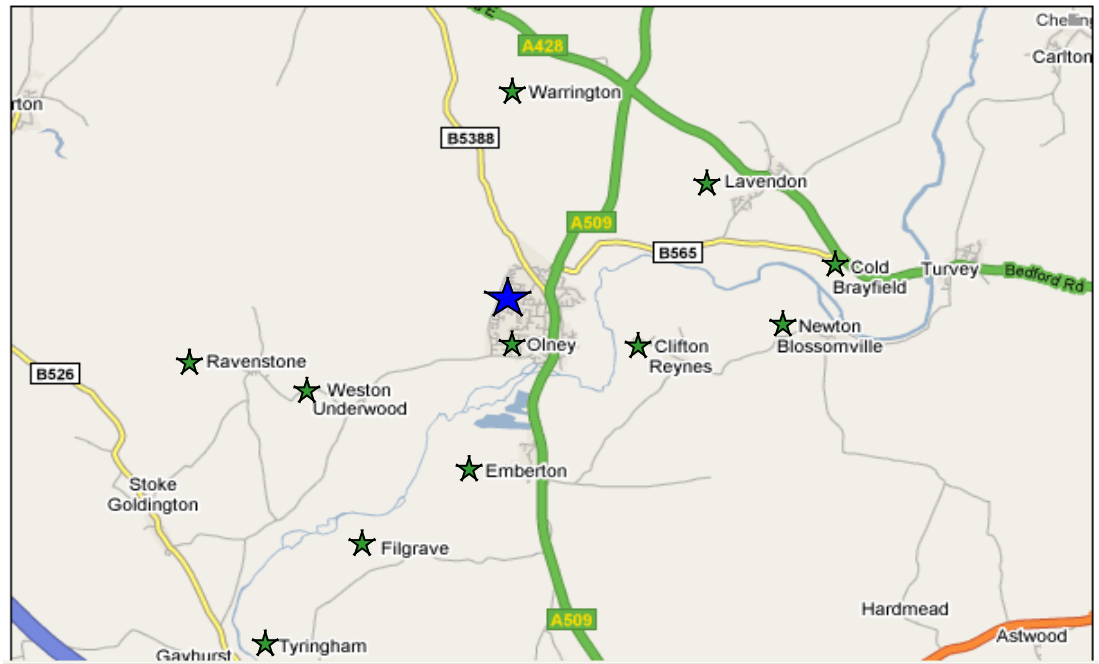 A428
Chelling
Carlton
Warrington
rton
B5388
Lavendon
A509
B565
Cold
Brayfield
Turvey
Bedford Rd
Newton
Blossomville
Olney
Clifton
Reynes
Ravenstone
B526
Weston
Underwood
Emberton
Stoke
Goldington
Filgrave
A509
Hardmead
Astwood
Tyringham
Gayhurst